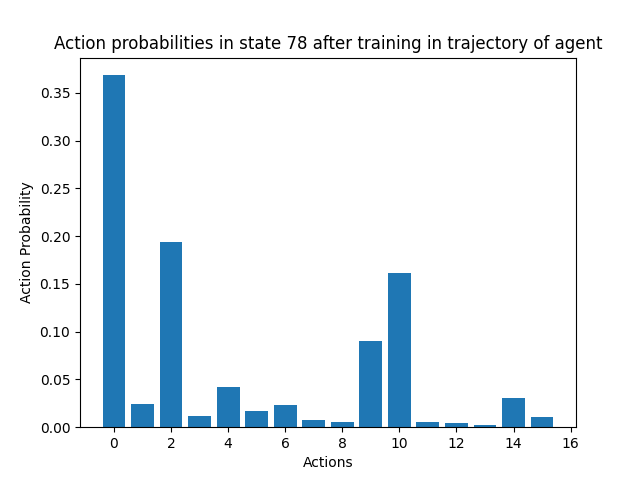 Action probabilities in state 78 after training in trajectory of agent
0.35
0.30
0.25
0.20
0.15
0.10
0.05
0.00
Action Probability
0 2 4 6 8 10 12 14 16
Actions